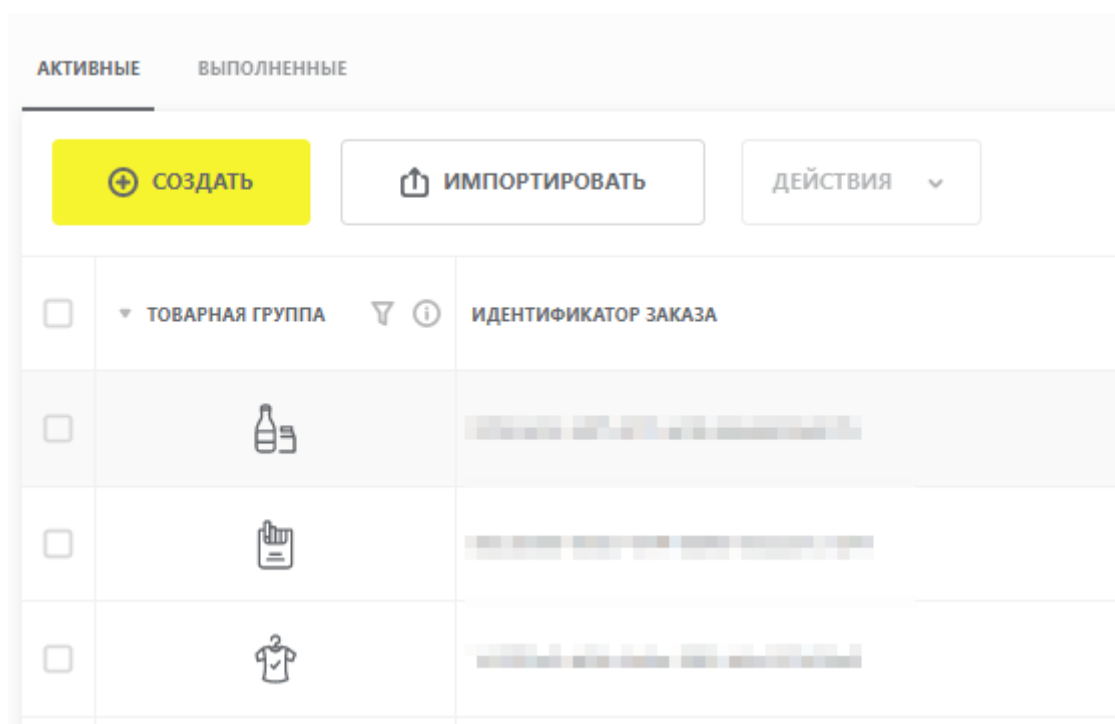 АКТИВНЫЕ ВЫПОЛНЕННЫЕ
СОЗДАТЬ ИМПОРТИРОВАТЬ ДЕЙСТВИЯ
ТОВАРНАЯ ГРУППА ИДЕНТИФИКАТОР ЗАКАЗА